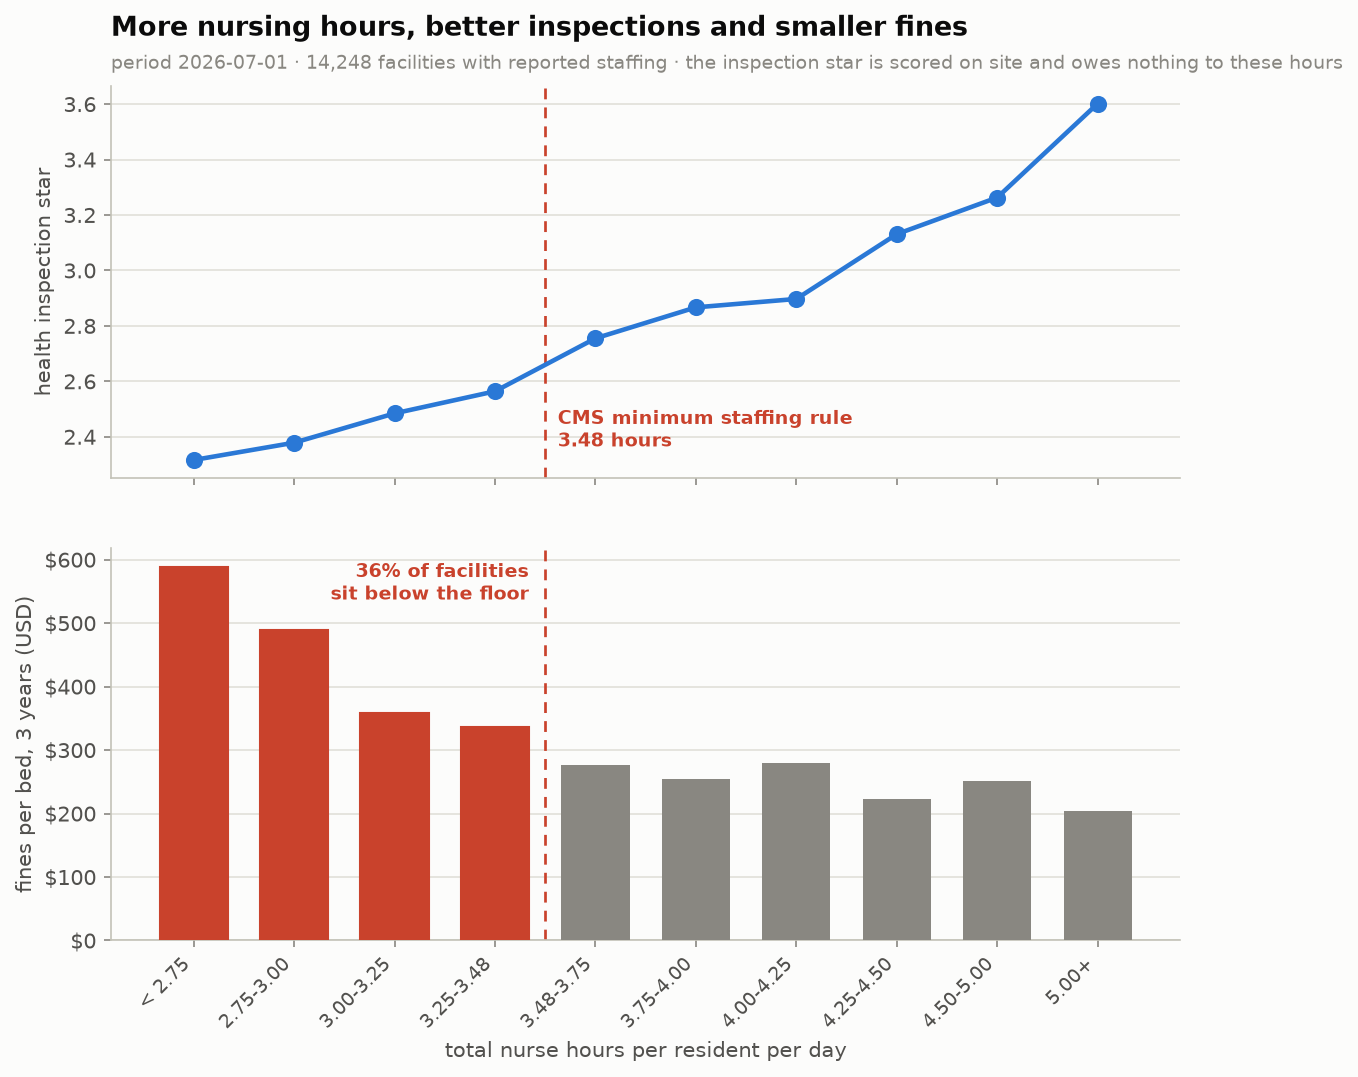 More nursing hours, better inspections and smaller fines
period 2026-07-01 · 14,248 facilities with reported staffing · the inspection star is scored on site and owes nothing to these hours
health inspection star
3.6
3.4
3.2
3.0
2.8
2.6
2.4
CMS minimum staffing rule
3.48 hours
fines per bed, 3 years (USD)
$600
$500
$400
$300
$200
$100
$0
36% of facilities
sit below the floor
< 2.75
2.75-3.00
3.00-3.25
3.25-3.48
3.48-3.75
3.75-4.00
4.00-4.25
4.25-4.50
4.50-5.00
5.00+
total nurse hours per resident per day